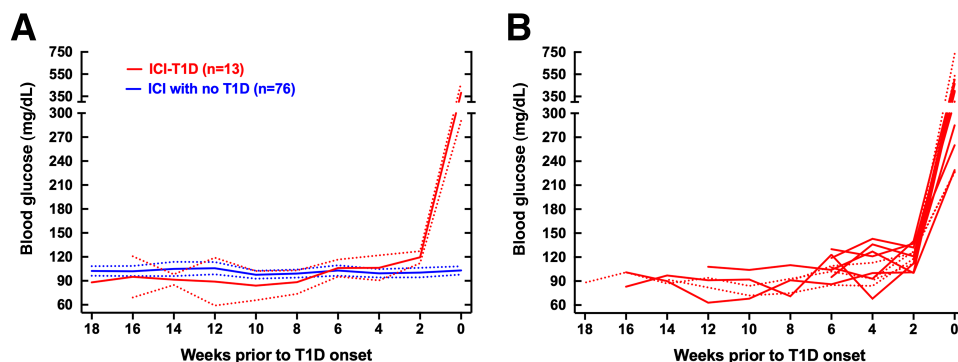 A
Blood glucose (mg/dL)
750
550
350
300
270
240
210
180
150
120
90
60
ICI-T1D (n=13)
ICI with no T1D (n=76)
18 16 14 12 10 8 6 4 2 0
Weeks prior to T1D onset
B
Blood glucose (mg/dL)
750
550
350
300
270
240
210
180
150
120
90
60
18 16 14 12 10 8 6 4 2 0
Weeks prior to T1D onset